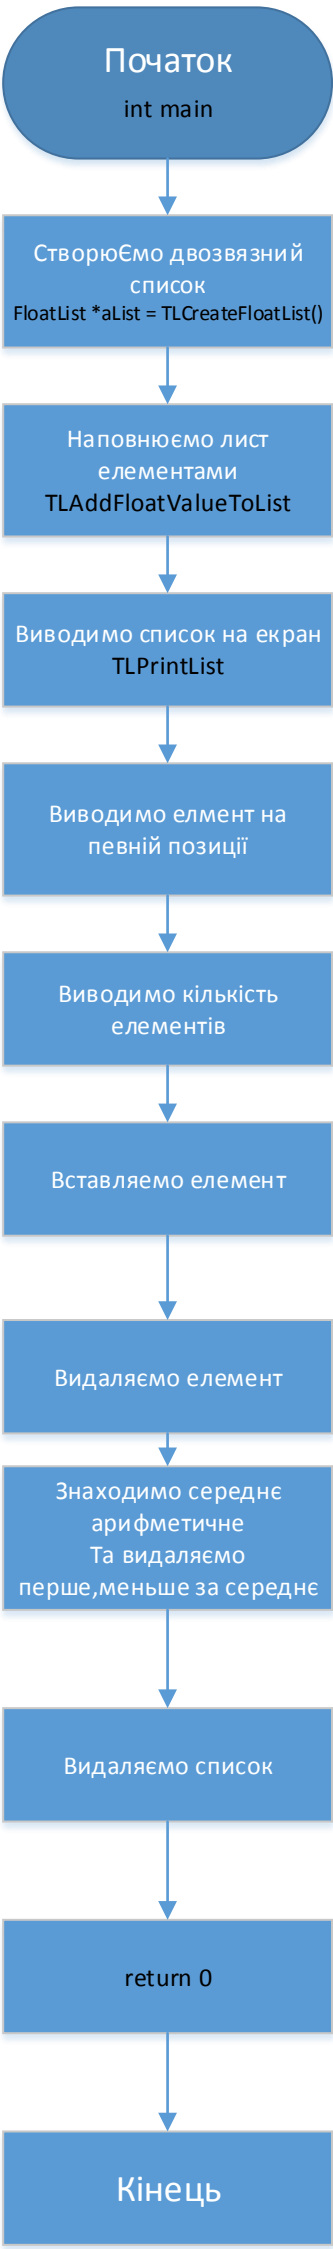 Початок
int main
СтворюЄмо двозвязний
список
FloatList *aList = TLCreateFloatList()
Наповнюємо лист
елементами
TLAddFloatValueToList
Виводимо список на екран
TLPrintList
Виводимо елмент на
певній позиції
Виводимо кількість
елементів
Вставляемо елемент
Видаляємо елемент
Знаходимо середнє
арифметичне
Та видаляємо
перше,меньше за середнє
Видаляємо список
return 0
Кінець